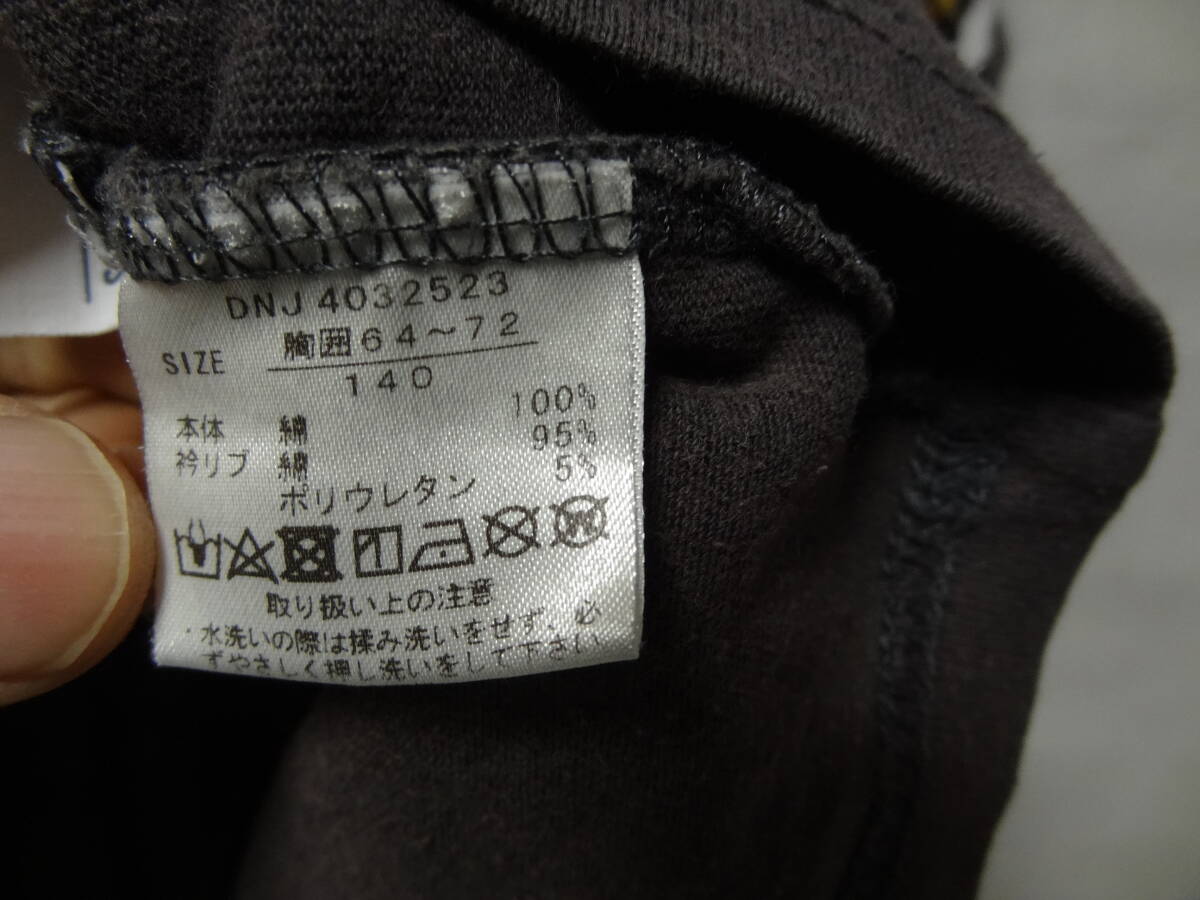 DNJ 4032523
SIZE 胸囲64~72
140
本体 綿 100%
衿リブ 綿 95%
ポリウレタン 5%
取り扱い上の注意
・水洗いの際は揉み洗いをせず、必
ずやさしく押し洗いをして下さい